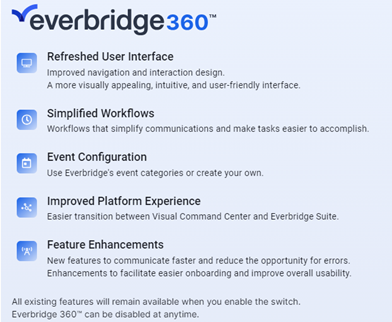 everbridge360™
Refreshed User Interface
Improved navigation and interaction design.
A more visually appealing, intuitive, and user-friendly interface.
Simplified Workflows
Workflows that simplify communications and make tasks easier to accomplish.
Event Configuration
Use Everbridge's event categories or create your own.
Improved Platform Experience
Easier transition between Visual Command Center and Everbridge Suite.
Feature Enhancements
New features to communicate faster and reduce the opportunity for errors.
Enhancements to facilitate easier onboarding and improve overall usability.
All existing features will remain available when you enable the switch.
Everbridge 360™ can be disabled at anytime.